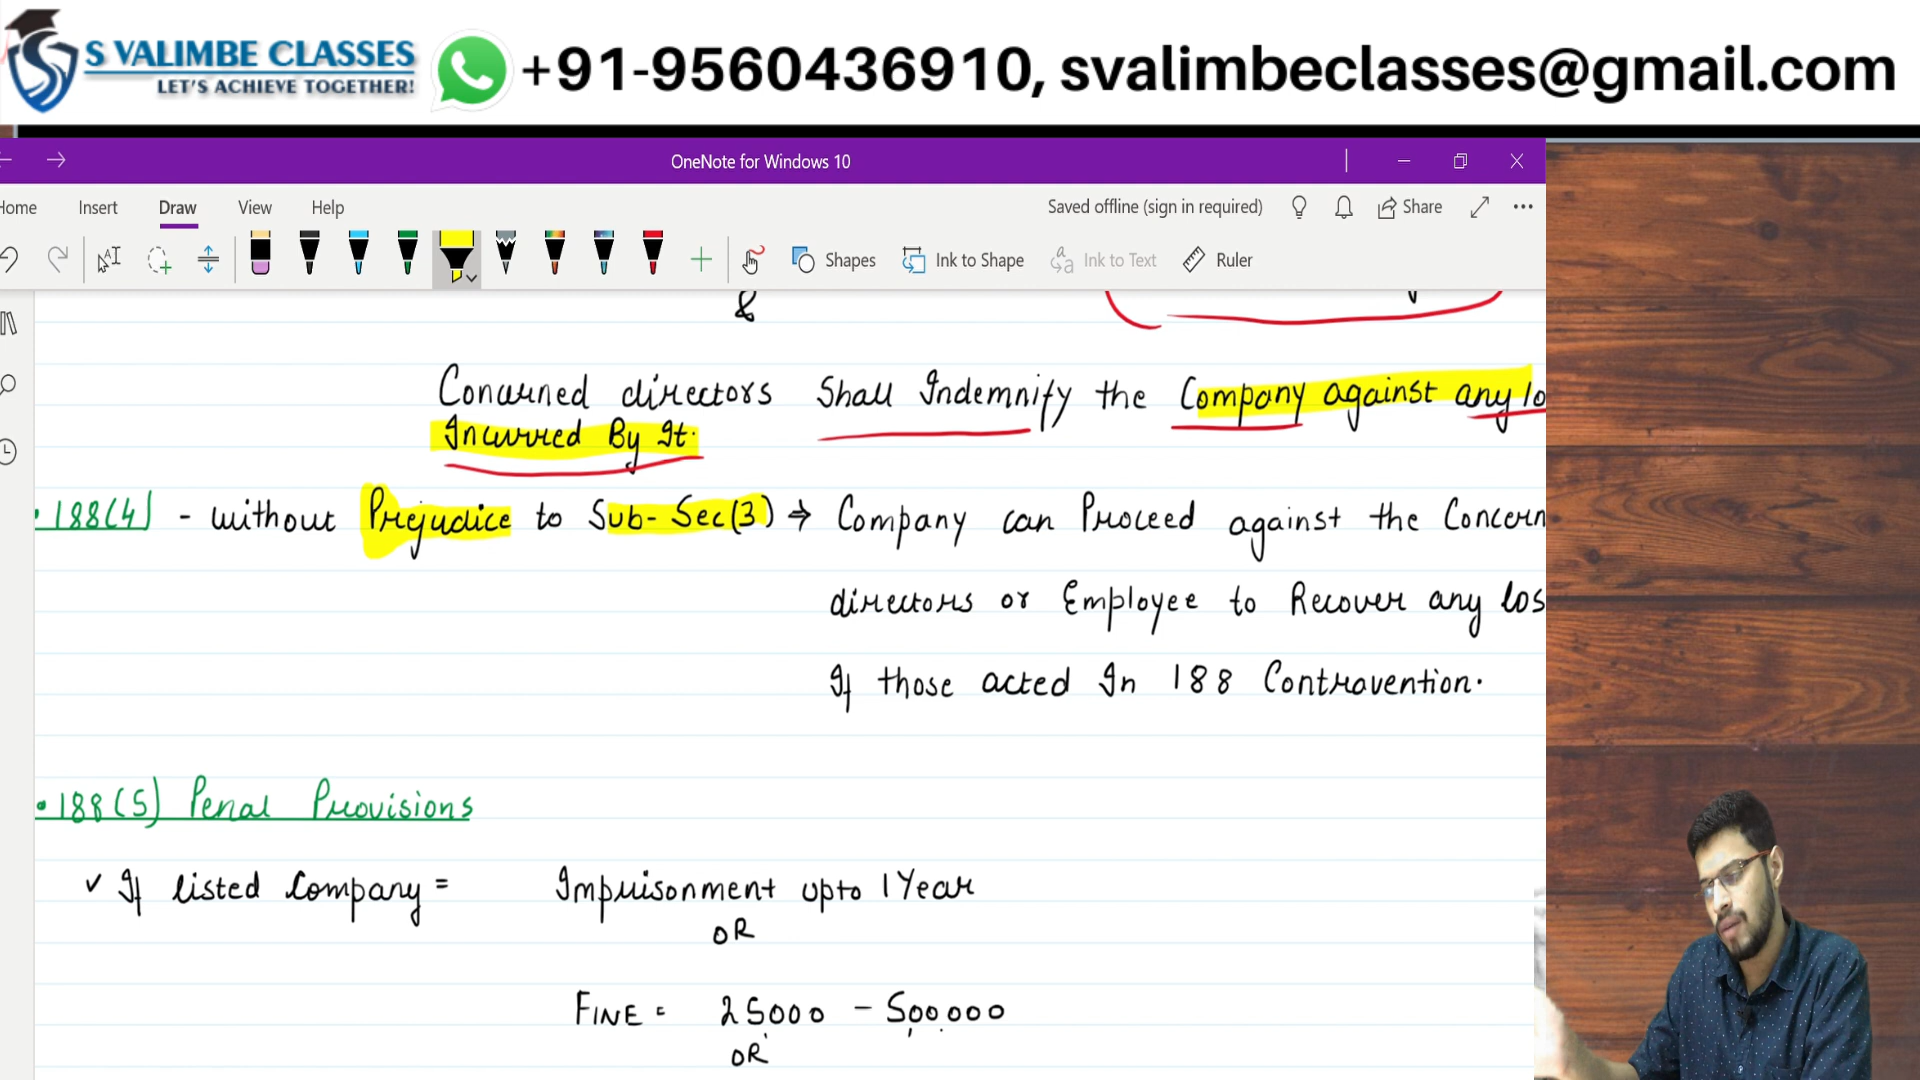 S VALIMBE CLASSES
LET'S ACHIEVE TOGETHER!
+91-9560436910, svalimbeclasses@gmail.com
OneNote for Windows 10
Home Insert Draw View Help Saved offline (sign in required) Share
Shapes Ink to Shape Ink to Text Ruler
&
Concerned directors Shall Indemnify the Company against any lo
Incurred By It.
• 188(4) - without Prejudice to Sub-Sec(3) → Company can Proceed against the Concern
directors or Employee to Recover any los
If those acted In 188 Contravention.
• 188(5) Penal Provisions
✓ If listed Company = Imprisonment upto 1 Year
OR
FINE = 25000 - 500000
OR